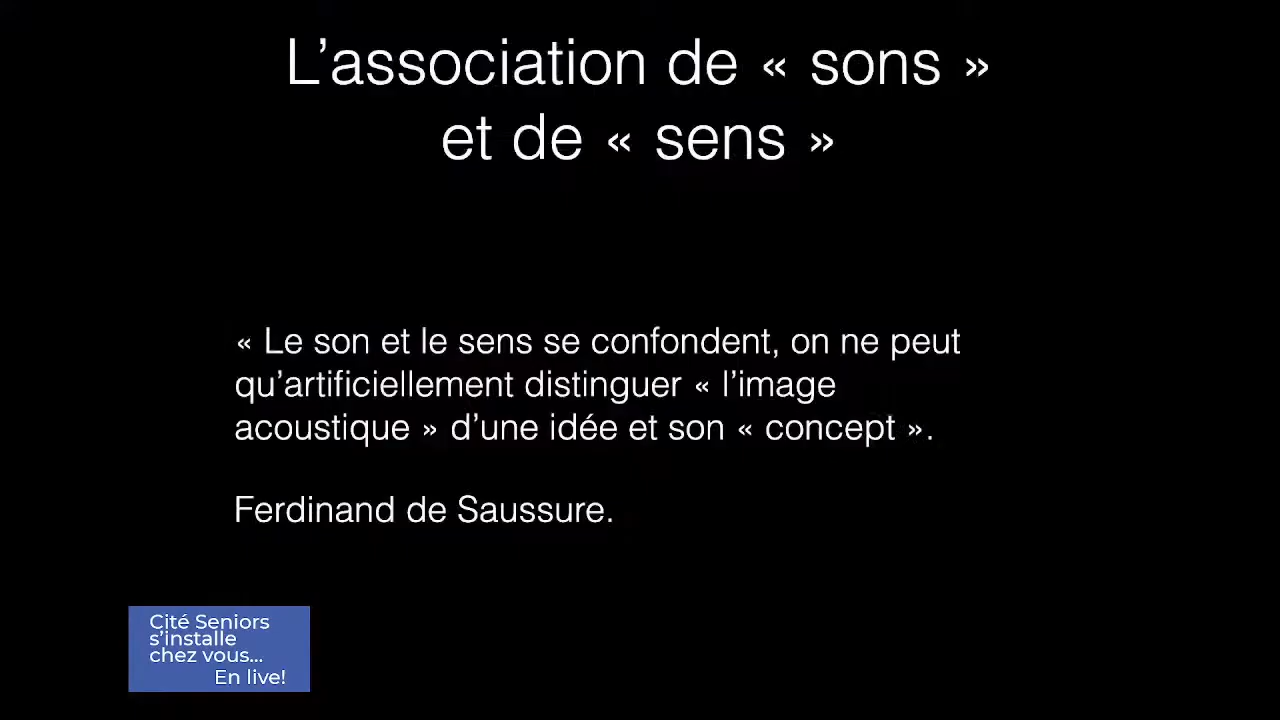 L’association de « sons »
et de « sens »
« Le son et le sens se confondent, on ne peut
qu’artificiellement distinguer « l’image
acoustique » d’une idée et son « concept ».
Ferdinand de Saussure.
Cité Seniors
s’installe
chez vous...
En live!